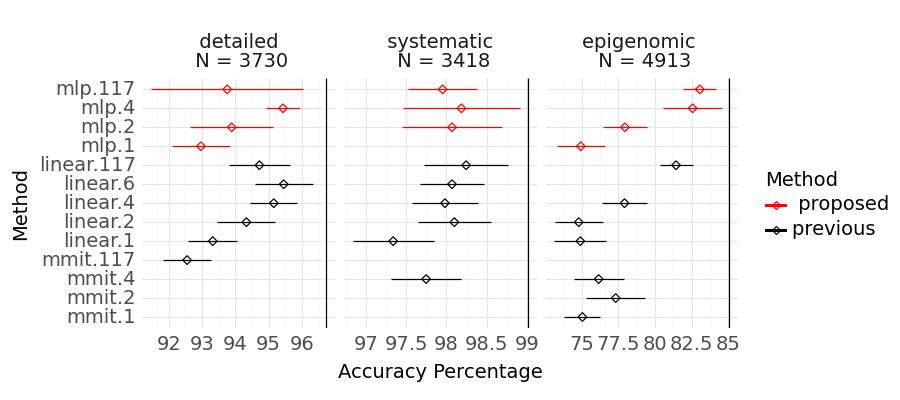 detailed
N = 3730
systematic
N = 3418
epigenomic
N = 4913
Method
mlp.117
mlp.4
mlp.2
mlp.1
linear.117
linear.6
linear.4
linear.2
linear.1
mmit.117
mmit.4
mmit.2
mmit.1
92 93 94 95 96
97 97.5 98 98.5 99
75 77.5 80 82.5 85
Accuracy Percentage
Method
proposed
previous